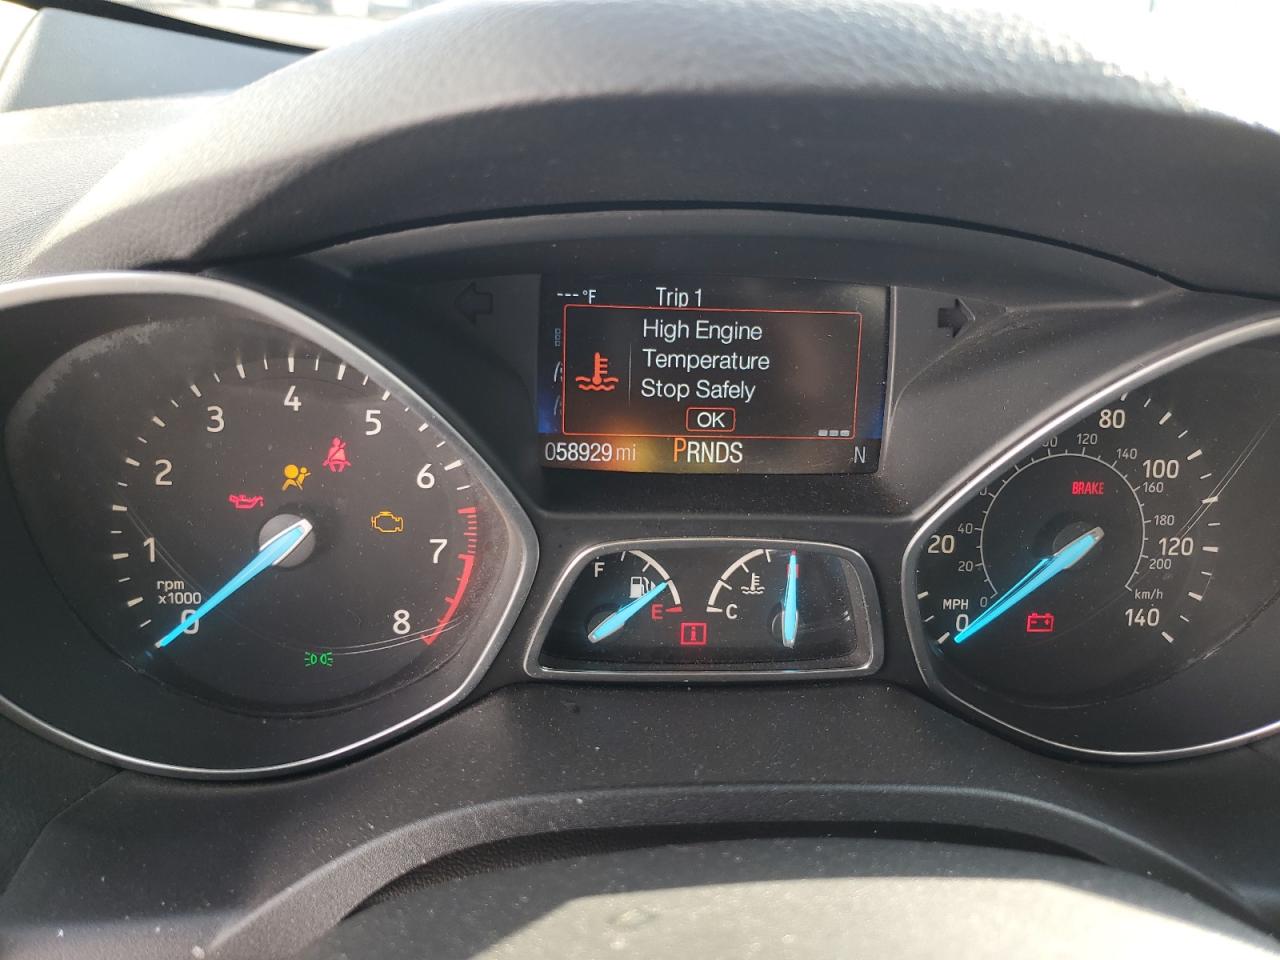 ---°F Trip 1
High Engine
Temperature
Stop Safely
OK
058929 mi PRNDS N
0 1 2 3 4 5 6 7 8
rpm
x1000
F E
C
i
0 20 80 100 120 140
MPH
0 20 40 120 140 160 180 200
km/h
BRAKE